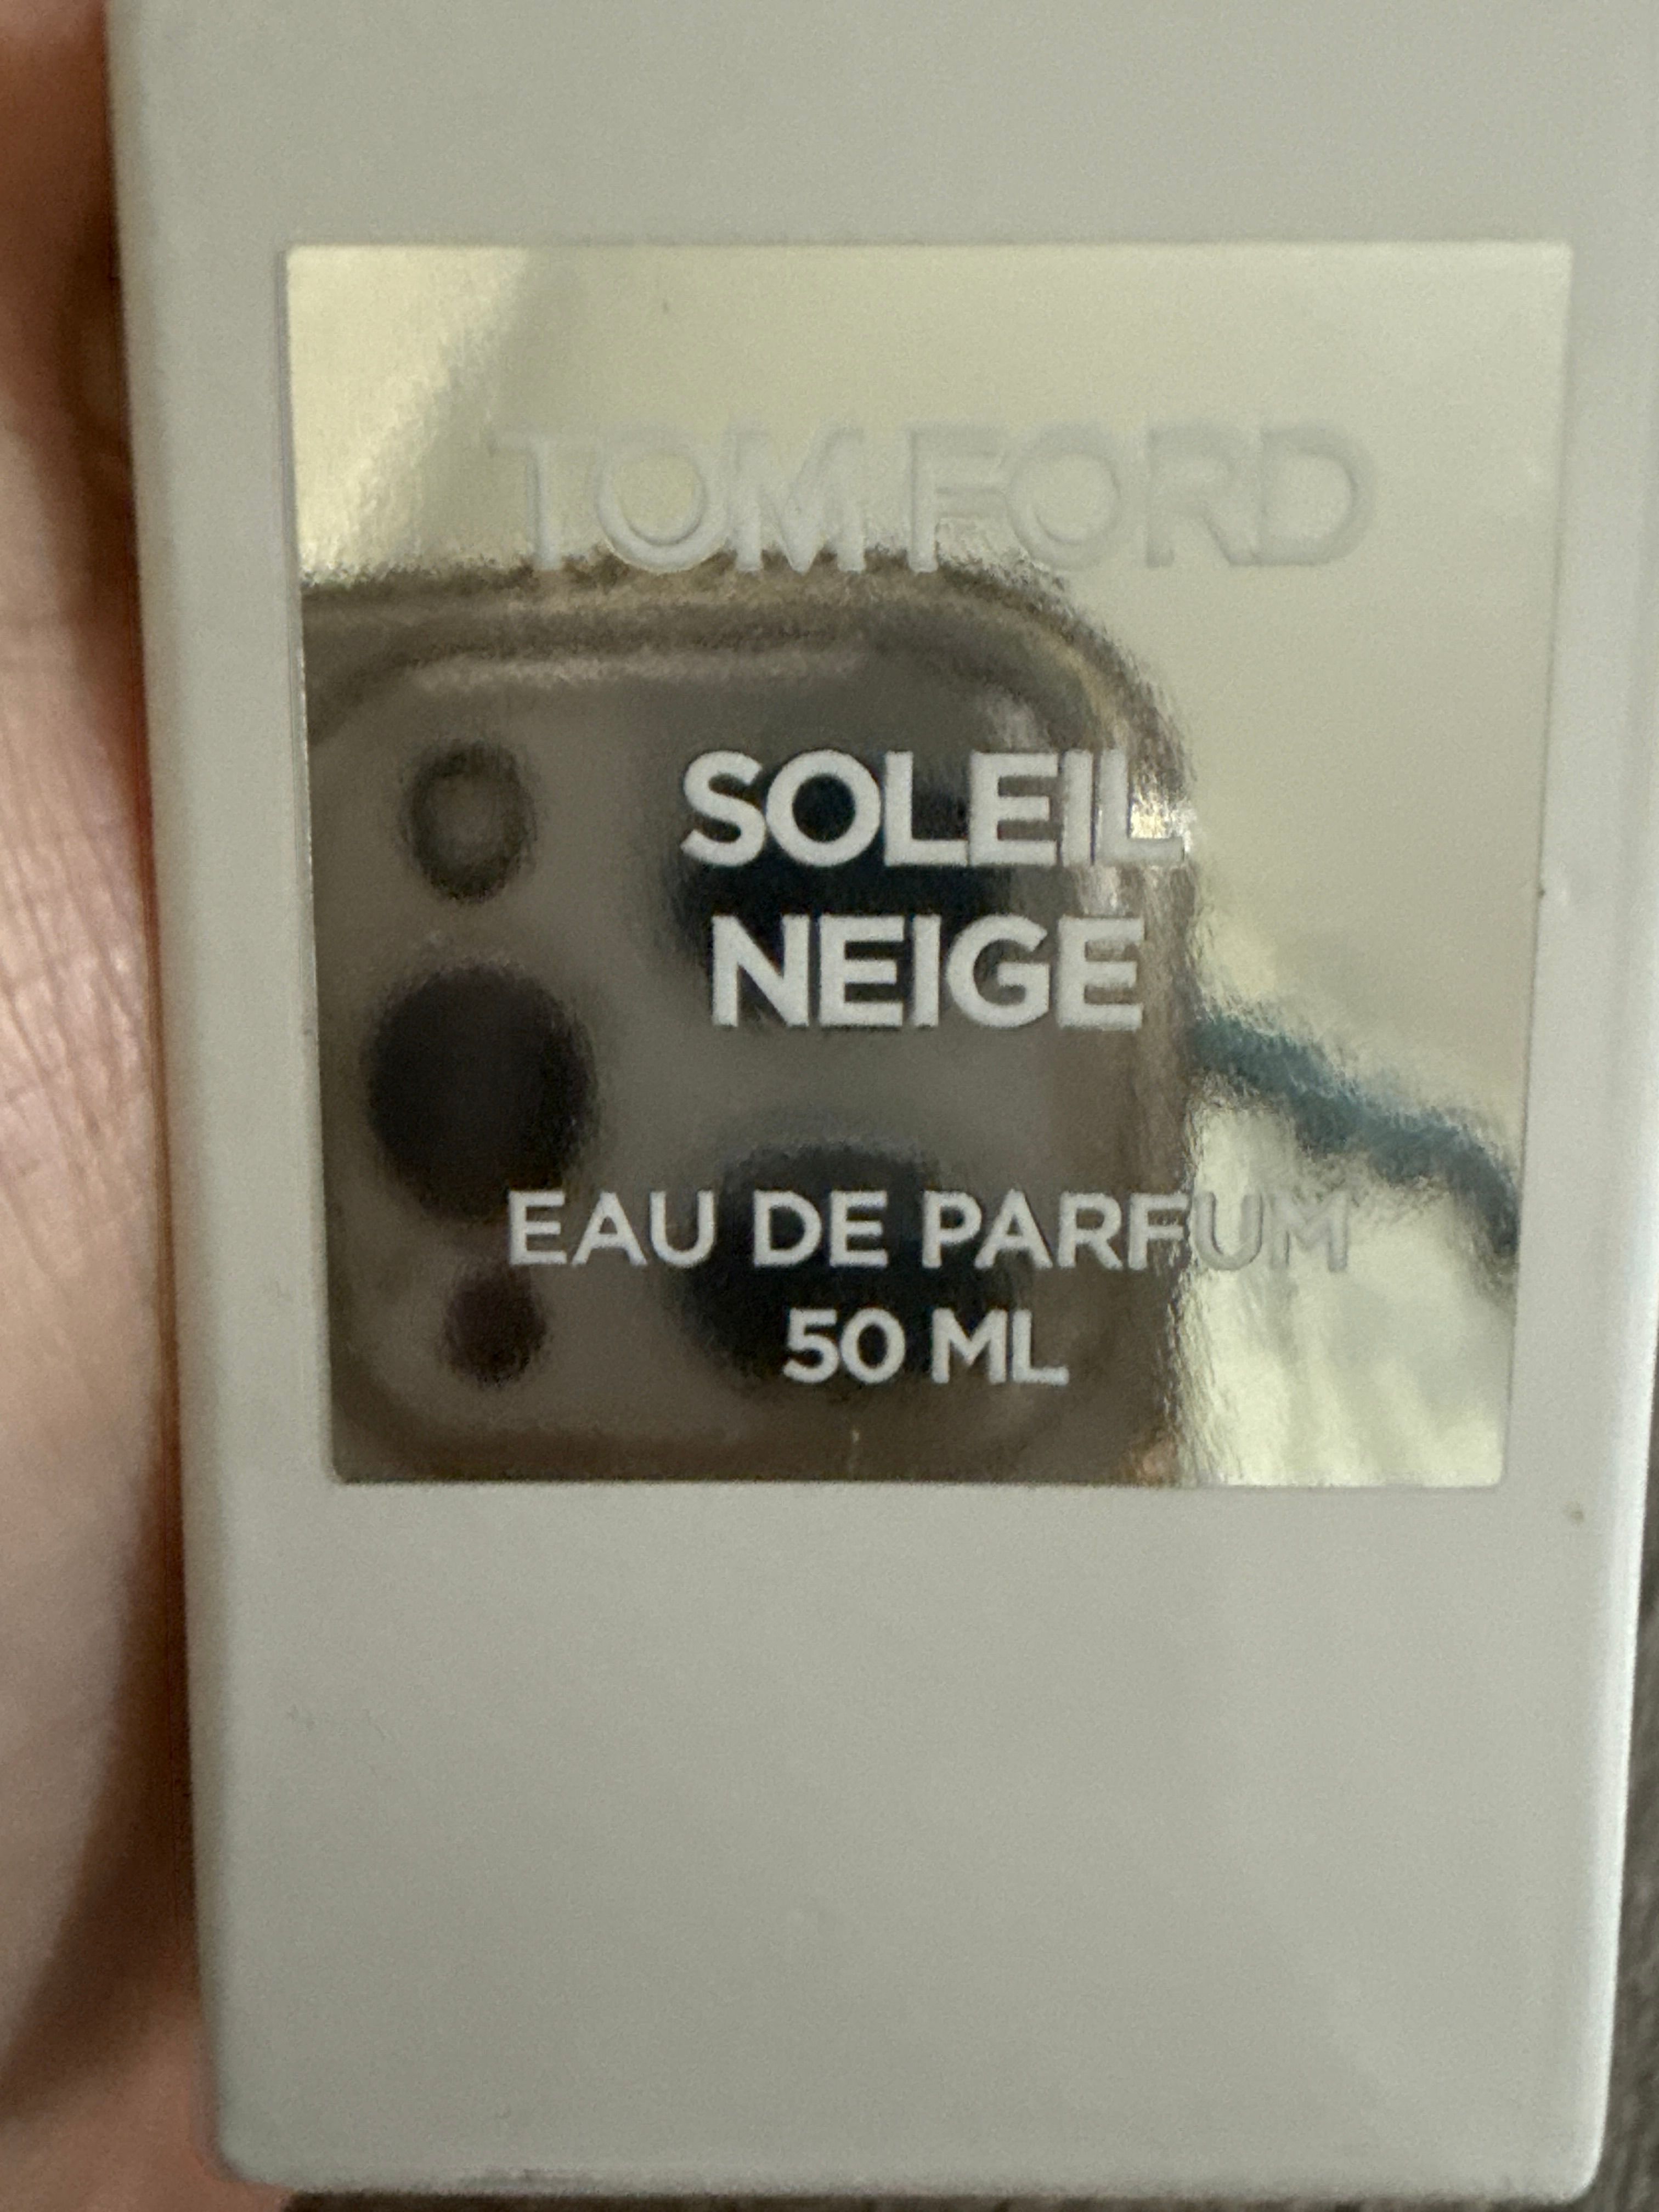 TOM FORD
SOLEIL
NEIGE
EAU DE PARFUM
50 ML